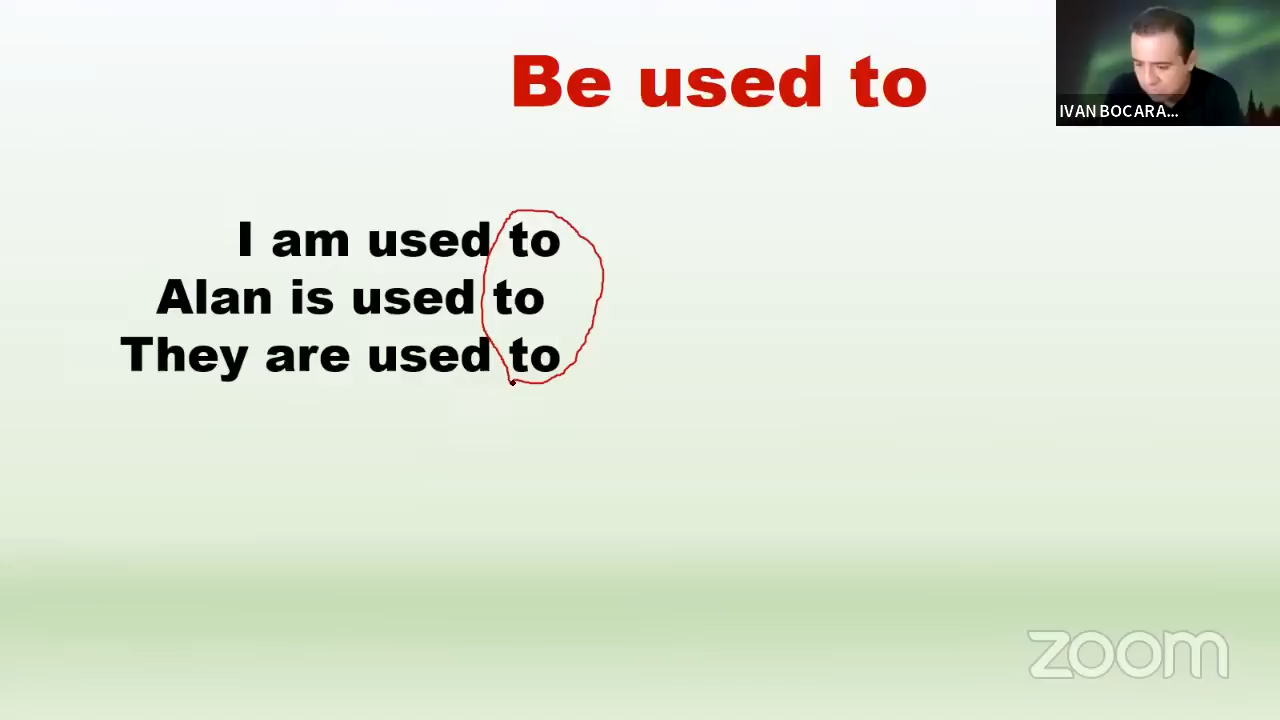 Be used to
IVAN BOCARA...
I am used to
Alan is used to
They are used to
zoom